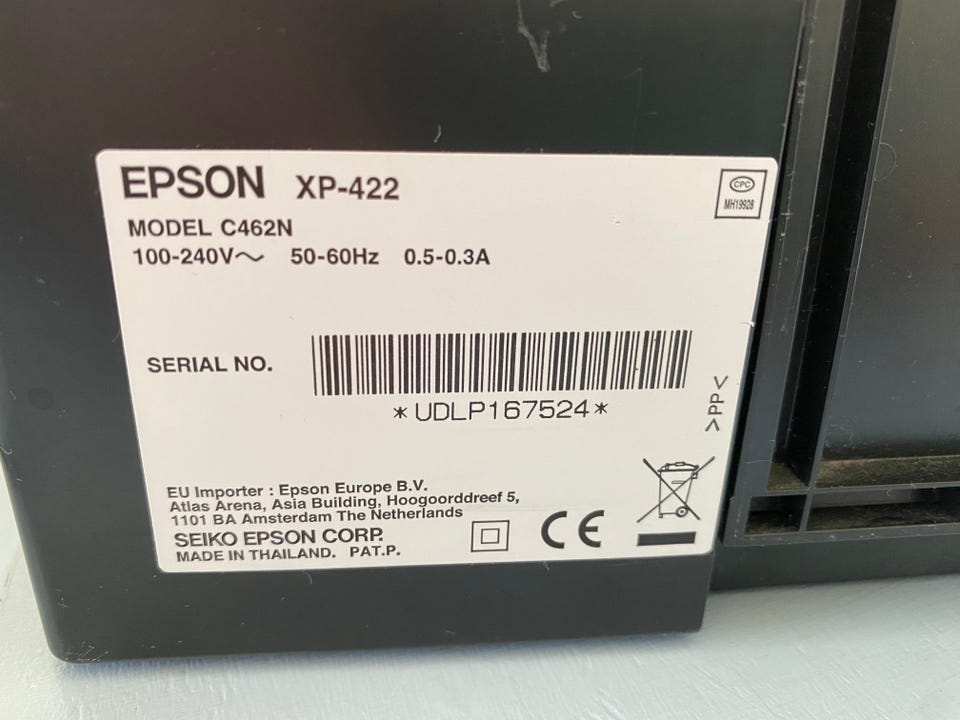 EPSON XP-422
CPC
MH19928
MODEL C462N
100-240V～ 50-60Hz 0.5-0.3A
SERIAL NO.
*UDLP167524*
>PP<
EU Importer : Epson Europe B.V.
Atlas Arena, Asia Building, Hoogoorddreef 5,
1101 BA Amsterdam The Netherlands
SEIKO EPSON CORP.
MADE IN THAILAND. PAT.P.
CE